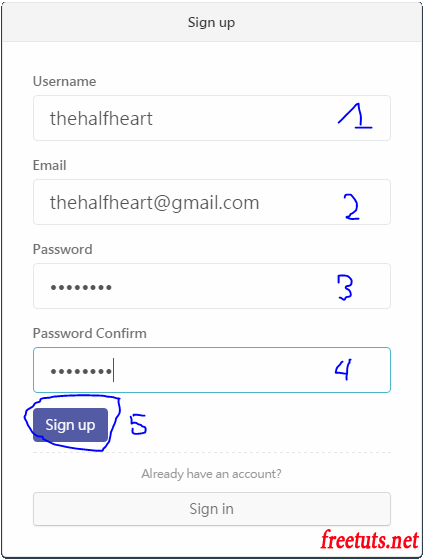 Sign up
Username
thehalfheart 1
Email
thehalfheart@gmail.com 2
Password
•••••••• 3
Password Confirm
•••••••• 4
Sign up 5
Already have an account?
Sign in
freetuts.net